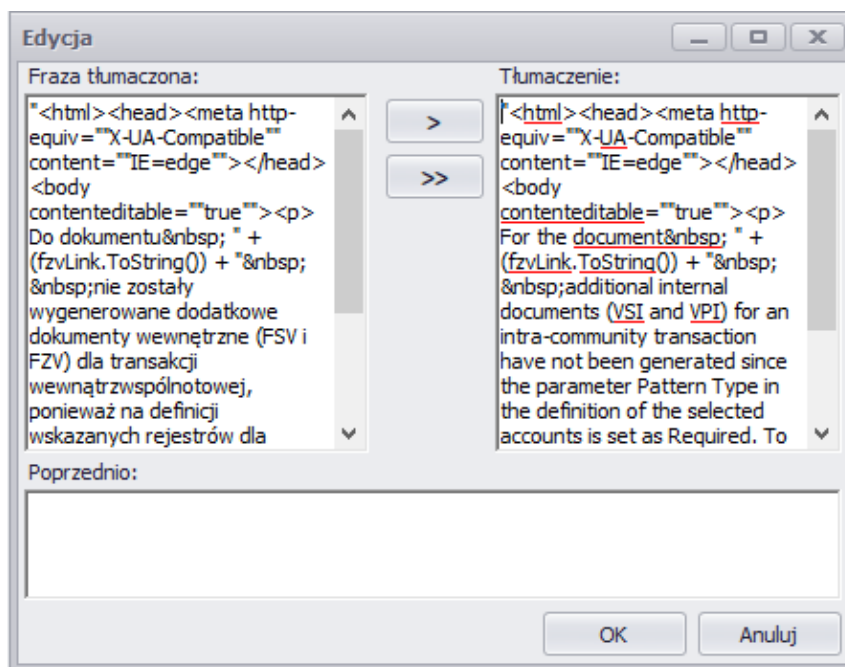 Edycja
Fraza tłumaczona:
"<html><head><meta http-
equiv=""X-UA-Compatible""
content=""IE=edge""></head>
<body
contenteditable=""true""><p>
Do dokumentu&nbsp; " +
(fzvLink.ToString()) + "&nbsp;
&nbsp;nie zostały
wygenerowane dodatkowe
dokumenty wewnętrzne (FSV i
FZV) dla transakcji
wewnątrzwspólnotowej,
ponieważ na definicji
wskazanych rejestrów dla
>
>>
Tłumaczenie:
"<html><head><meta http-
equiv=""X-UA-Compatible""
content=""IE=edge""></head>
<body
contenteditable=""true""><p>
For the document&nbsp; " +
(fzvLink.ToString()) + "&nbsp;
&nbsp;additional internal
documents (VSI and VPI) for an
intra-community transaction
have not been generated since
the parameter Pattern Type in
the definition of the selected
accounts is set as Required. To
Poprzednio:
OK
Anuluj